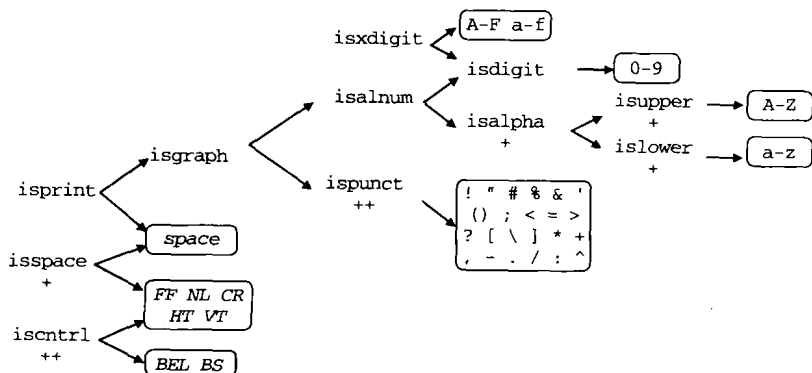 isxdigit
A-F a-f
isdigit
0-9
isalnum
isupper
+
A-Z
isalpha
+
isgraph
islower
+
a-z
isprint
ispunct
++
! " # % & '
() ; < = >
? [ \ ] * +
, - . / : ^
space
isspace
+
FF NL CR
HT VT
iscntrl
++
BEL BS